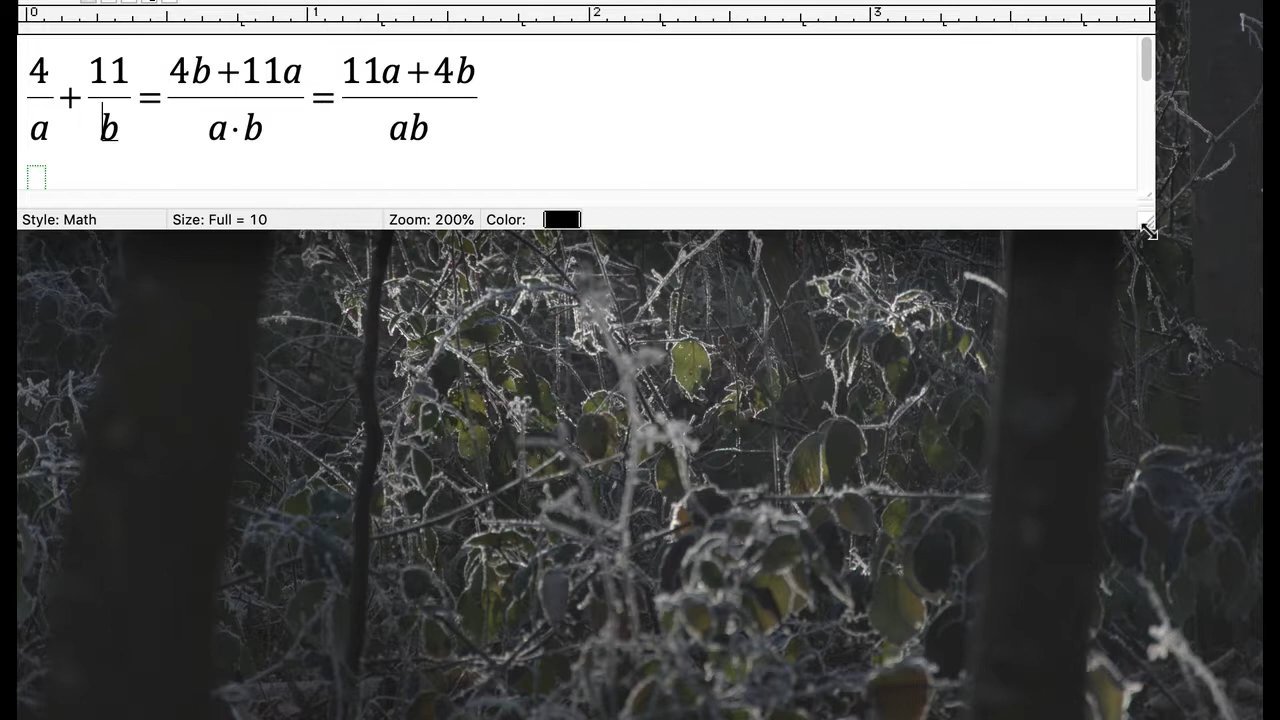 0 1 2 3
4/a + 11/b = (4b+11a)/(a·b) = (11a+4b)/(ab)
Style: Math Size: Full = 10 Zoom: 200% Color: